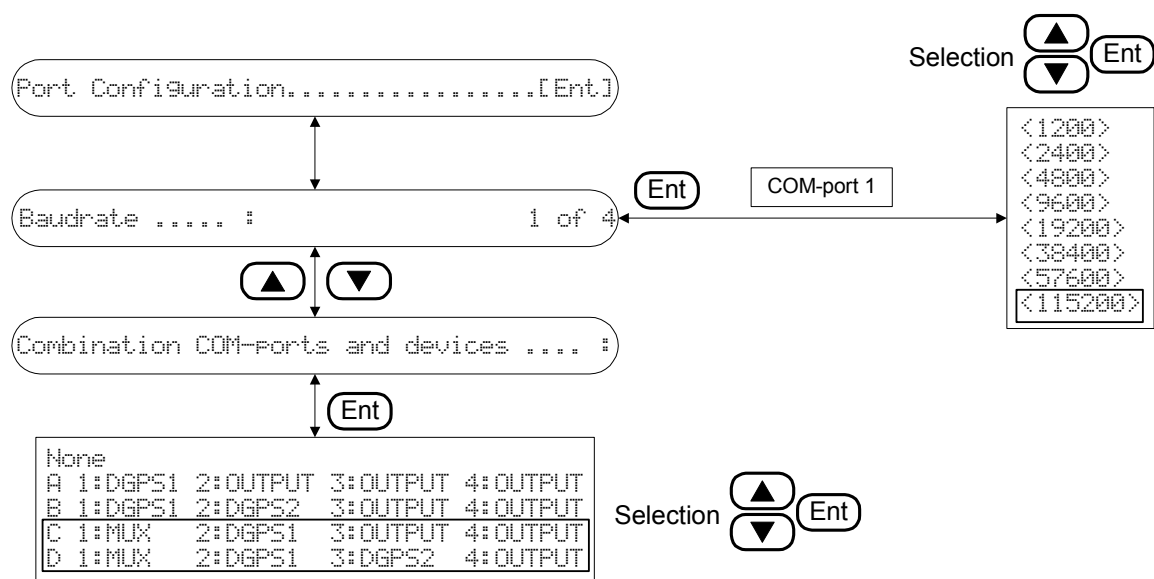 Selection Ent
Port Configuration..................[Ent]
<1200>
<2400>
<4800>
<9600>
<19200>
<38400>
<57600>
<115200>
Ent
COM-port 1
Baudrate ..... : 1 of 4
Combination COM-ports and devices .... :
Ent
None
A 1:DGPS1 2:OUTPUT 3:OUTPUT 4:OUTPUT
B 1:DGPS1 2:DGPS2 3:OUTPUT 4:OUTPUT
C 1:MUX 2:DGPS1 3:OUTPUT 4:OUTPUT
D 1:MUX 2:DGPS1 3:DGPS2 4:OUTPUT
Selection Ent